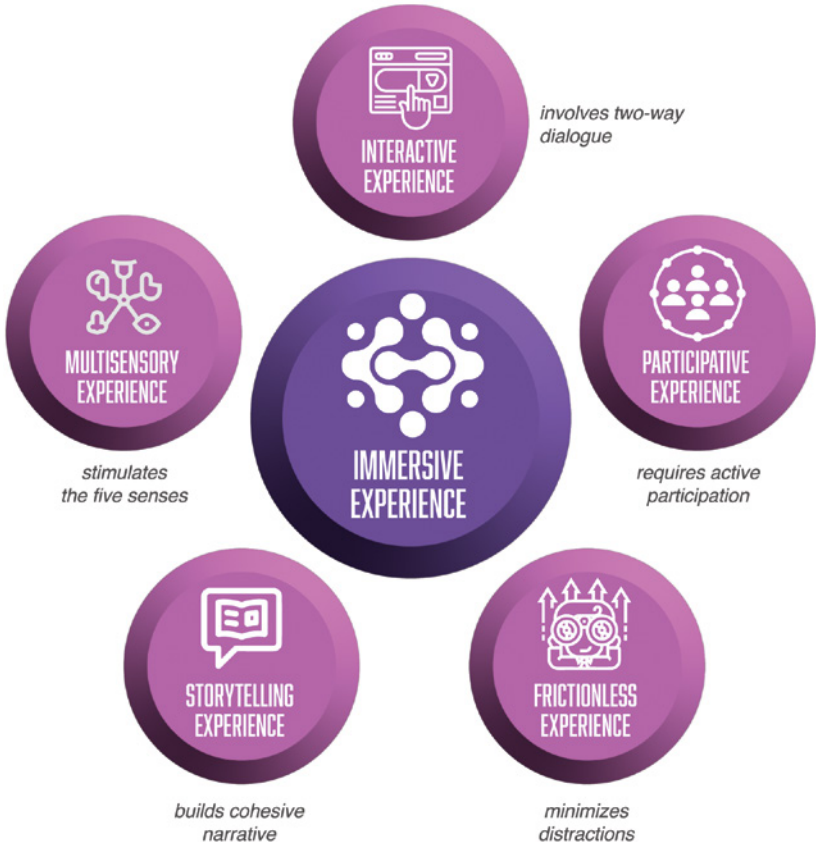 INTERACTIVE
EXPERIENCE
involves two-way
dialogue
MULTISENSORY
EXPERIENCE
stimulates
the five senses
IMMERSIVE
EXPERIENCE
PARTICIPATIVE
EXPERIENCE
requires active
participation
STORYTELLING
EXPERIENCE
builds cohesive
narrative
FRICTIONLESS
EXPERIENCE
minimizes
distractions